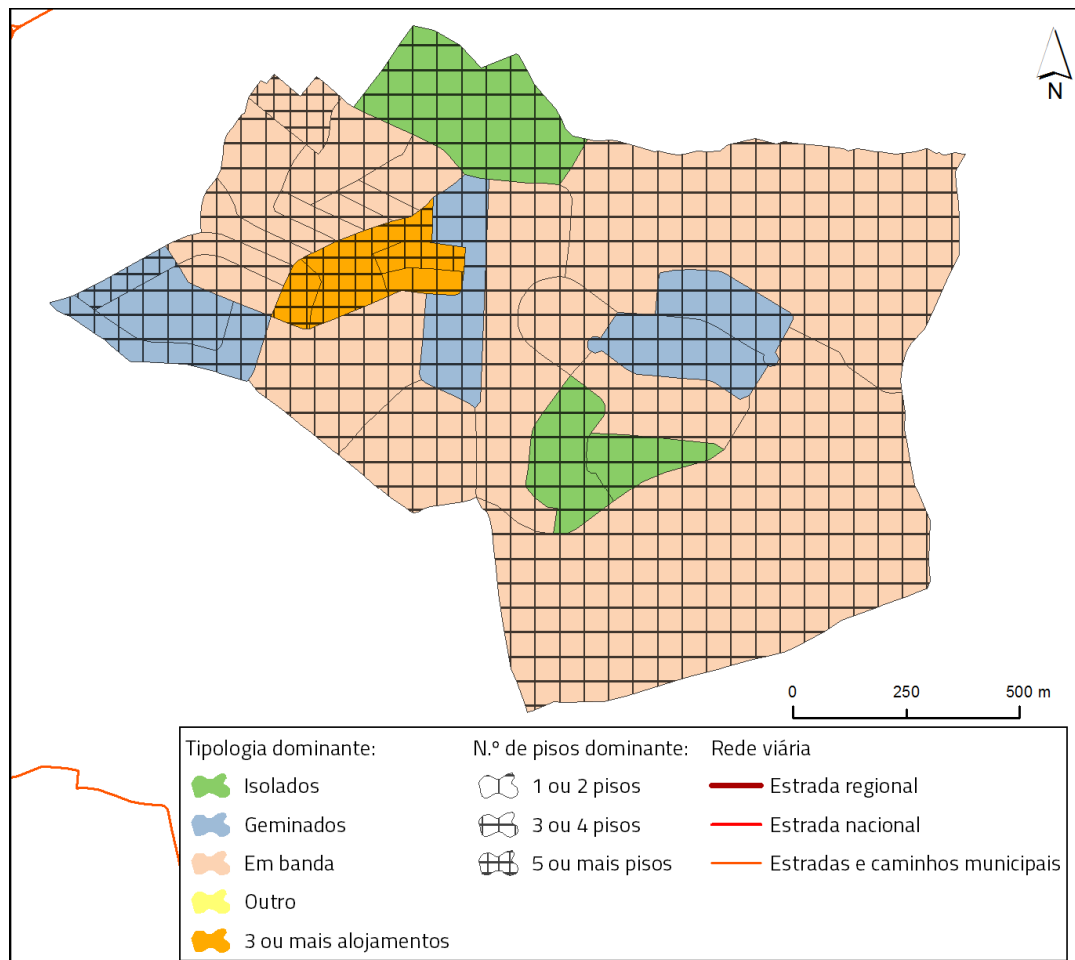 N
0 250 500 m
Tipologia dominante:
Isolados
Geminados
Em banda
Outro
3 ou mais alojamentos
N.º de pisos dominante:
1 ou 2 pisos
3 ou 4 pisos
5 ou mais pisos
Rede viária
Estrada regional
Estrada nacional
Estradas e caminhos municipais